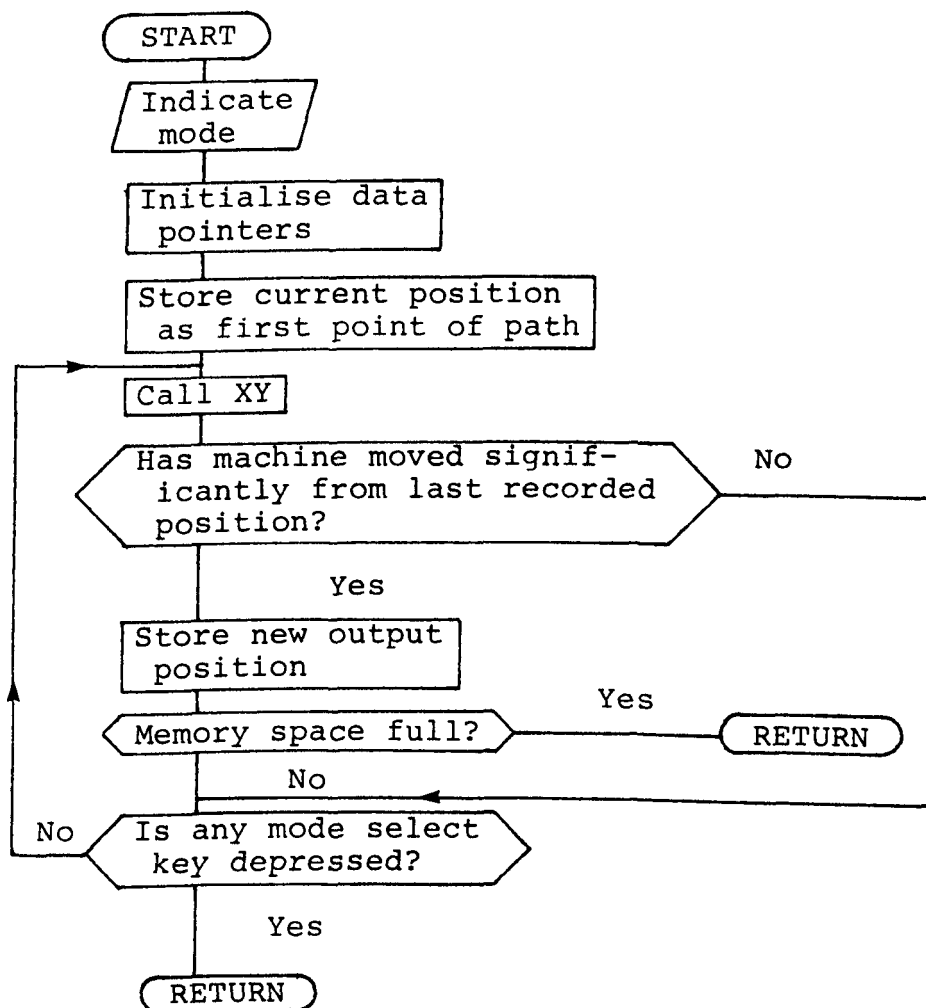 START
Indicate
mode
Initialise data
pointers
Store current position
as first point of path
Call XY
Has machine moved signif-
icantly from last recorded
position?
No
Yes
Store new output
position
Memory space full?
Yes
RETURN
No
Is any mode select
key depressed?
No
Yes
RETURN